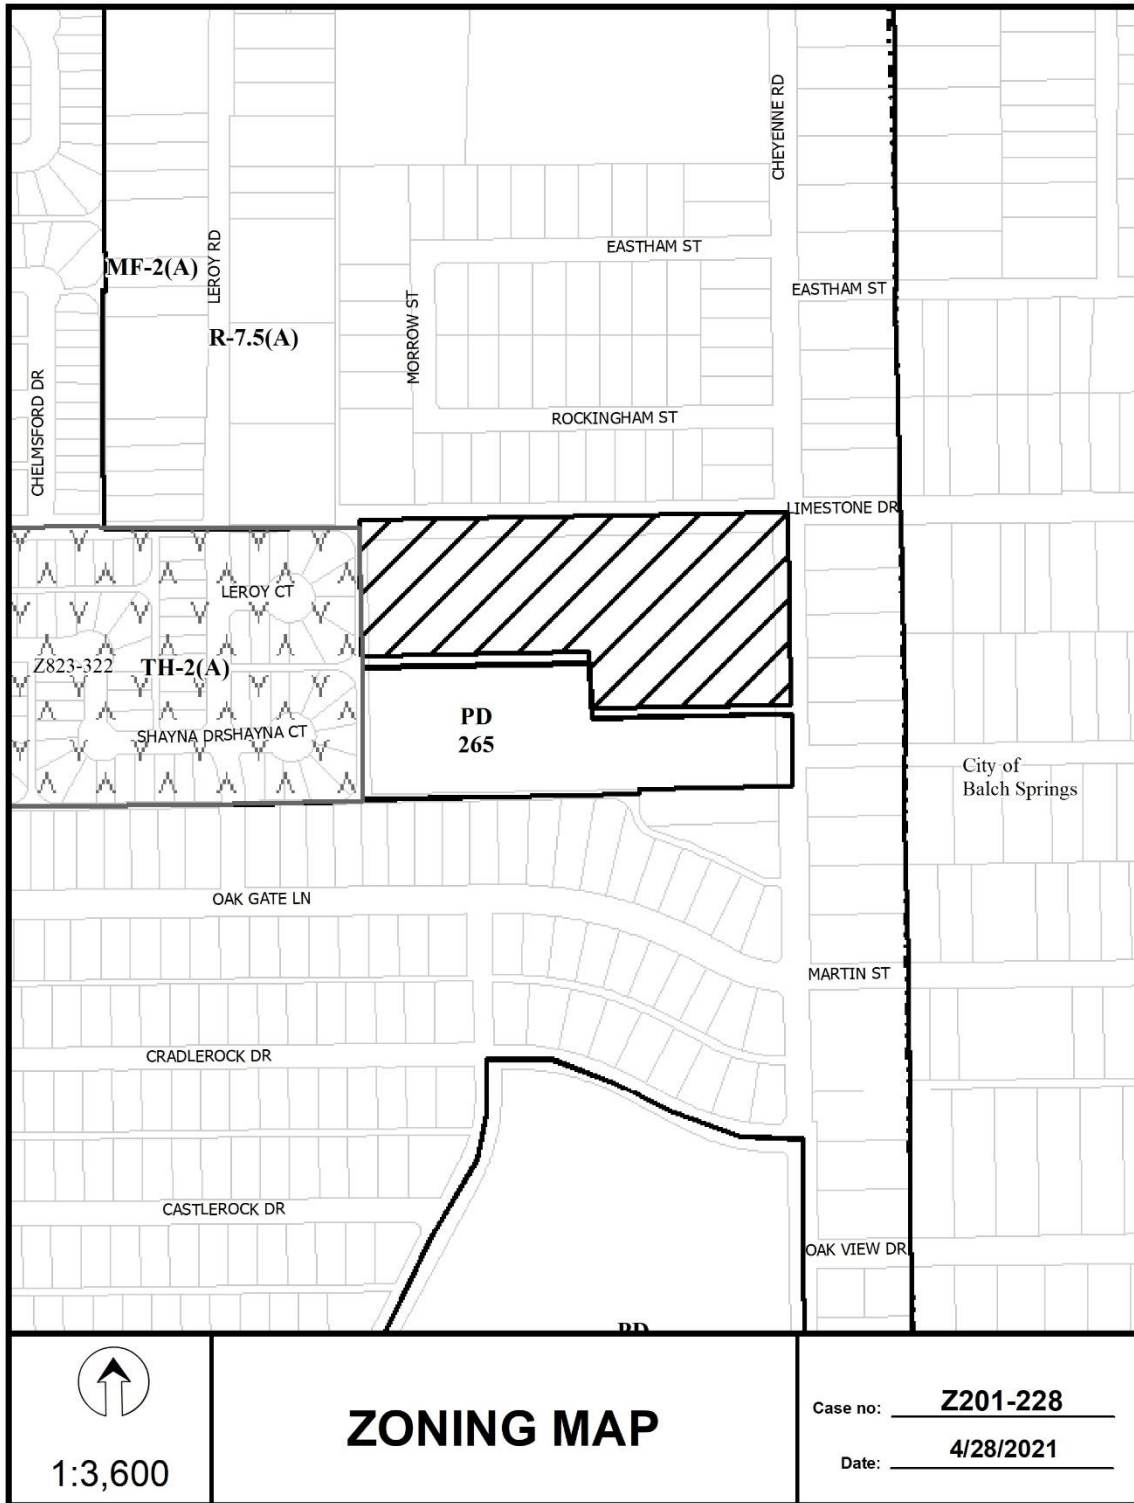 CHEYENNE RD
EASTHAM ST
MF-2(A)
LEROY RD
EASTHAM ST
R-7.5(A)
MORROW ST
CHELMSFORD DR
ROCKINGHAM ST
LIMESTONE DR
LEROY CT
Z823-322
TH-2(A)
SHAYNA DR
SHAYNA CT
PD
265
City of
Balch Springs
OAK GATE LN
MARTIN ST
CRADLEROCK DR
CASTLEROCK DR
OAK VIEW DR
PD
1:3,600
ZONING MAP
Case no: Z201-228
Date: 4/28/2021